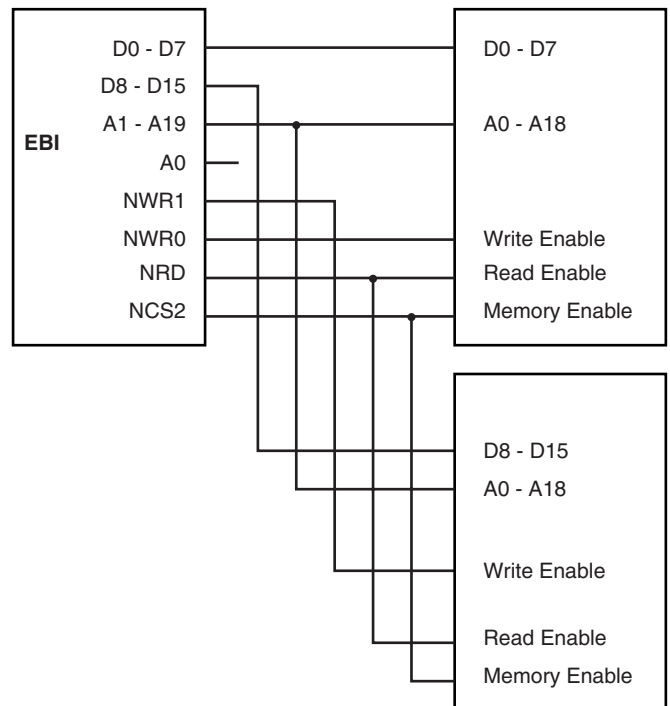 D0 - D7
D8 - D15
A1 - A19
EBI
A0
NWR1
NWR0
NRD
NCS2
D0 - D7
A0 - A18
Write Enable
Read Enable
Memory Enable
D8 - D15
A0 - A18
Write Enable
Read Enable
Memory Enable